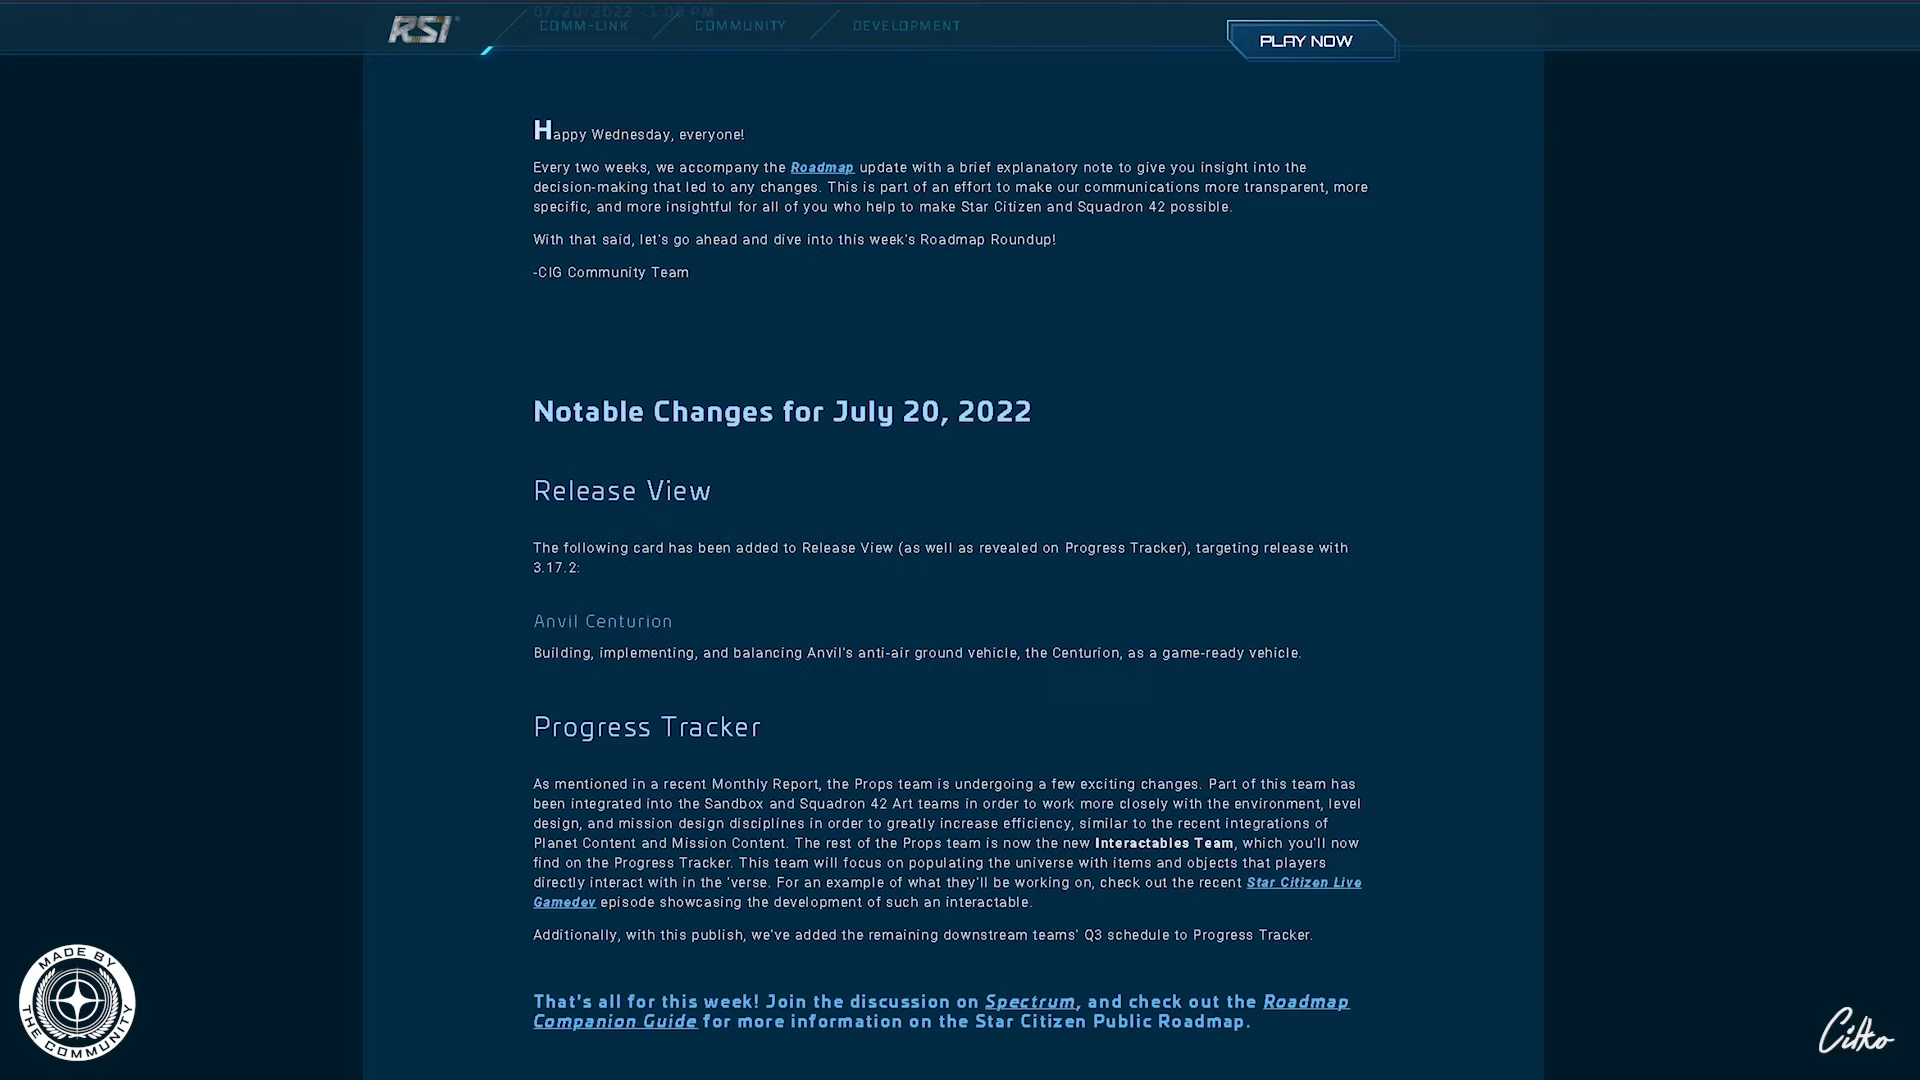 07/20/2022 - 1:00 PM
RSI
COMM-LINK
COMMUNITY
DEVELOPMENT
PLAY NOW
Happy Wednesday, everyone!
Every two weeks, we accompany the Roadmap update with a brief explanatory note to give you insight into the
decision-making that led to any changes. This is part of an effort to make our communications more transparent, more
specific, and more insightful for all of you who help to make Star Citizen and Squadron 42 possible.
With that said, let's go ahead and dive into this week's Roadmap Roundup!
-CIG Community Team
Notable Changes for July 20, 2022
Release View
The following card has been added to Release View (as well as revealed on Progress Tracker), targeting release with
3.17.2:
Anvil Centurion
Building, implementing, and balancing Anvil's anti-air ground vehicle, the Centurion, as a game-ready vehicle.
Progress Tracker
As mentioned in a recent Monthly Report, the Props team is undergoing a few exciting changes. Part of this team has
been integrated into the Sandbox and Squadron 42 Art teams in order to work more closely with the environment, level
design, and mission design disciplines in order to greatly increase efficiency, similar to the recent integrations of
Planet Content and Mission Content. The rest of the Props team is now the new Interactables Team, which you'll now
find on the Progress Tracker. This team will focus on populating the universe with items and objects that players
directly interact with in the 'verse. For an example of what they'll be working on, check out the recent Star Citizen Live
Gamedev episode showcasing the development of such an interactable.
Additionally, with this publish, we've added the remaining downstream teams' Q3 schedule to Progress Tracker.
That's all for this week! Join the discussion on Spectrum, and check out the Roadmap
Companion Guide for more information on the Star Citizen Public Roadmap.
MADE BY
THE COMMUNITY
Citko